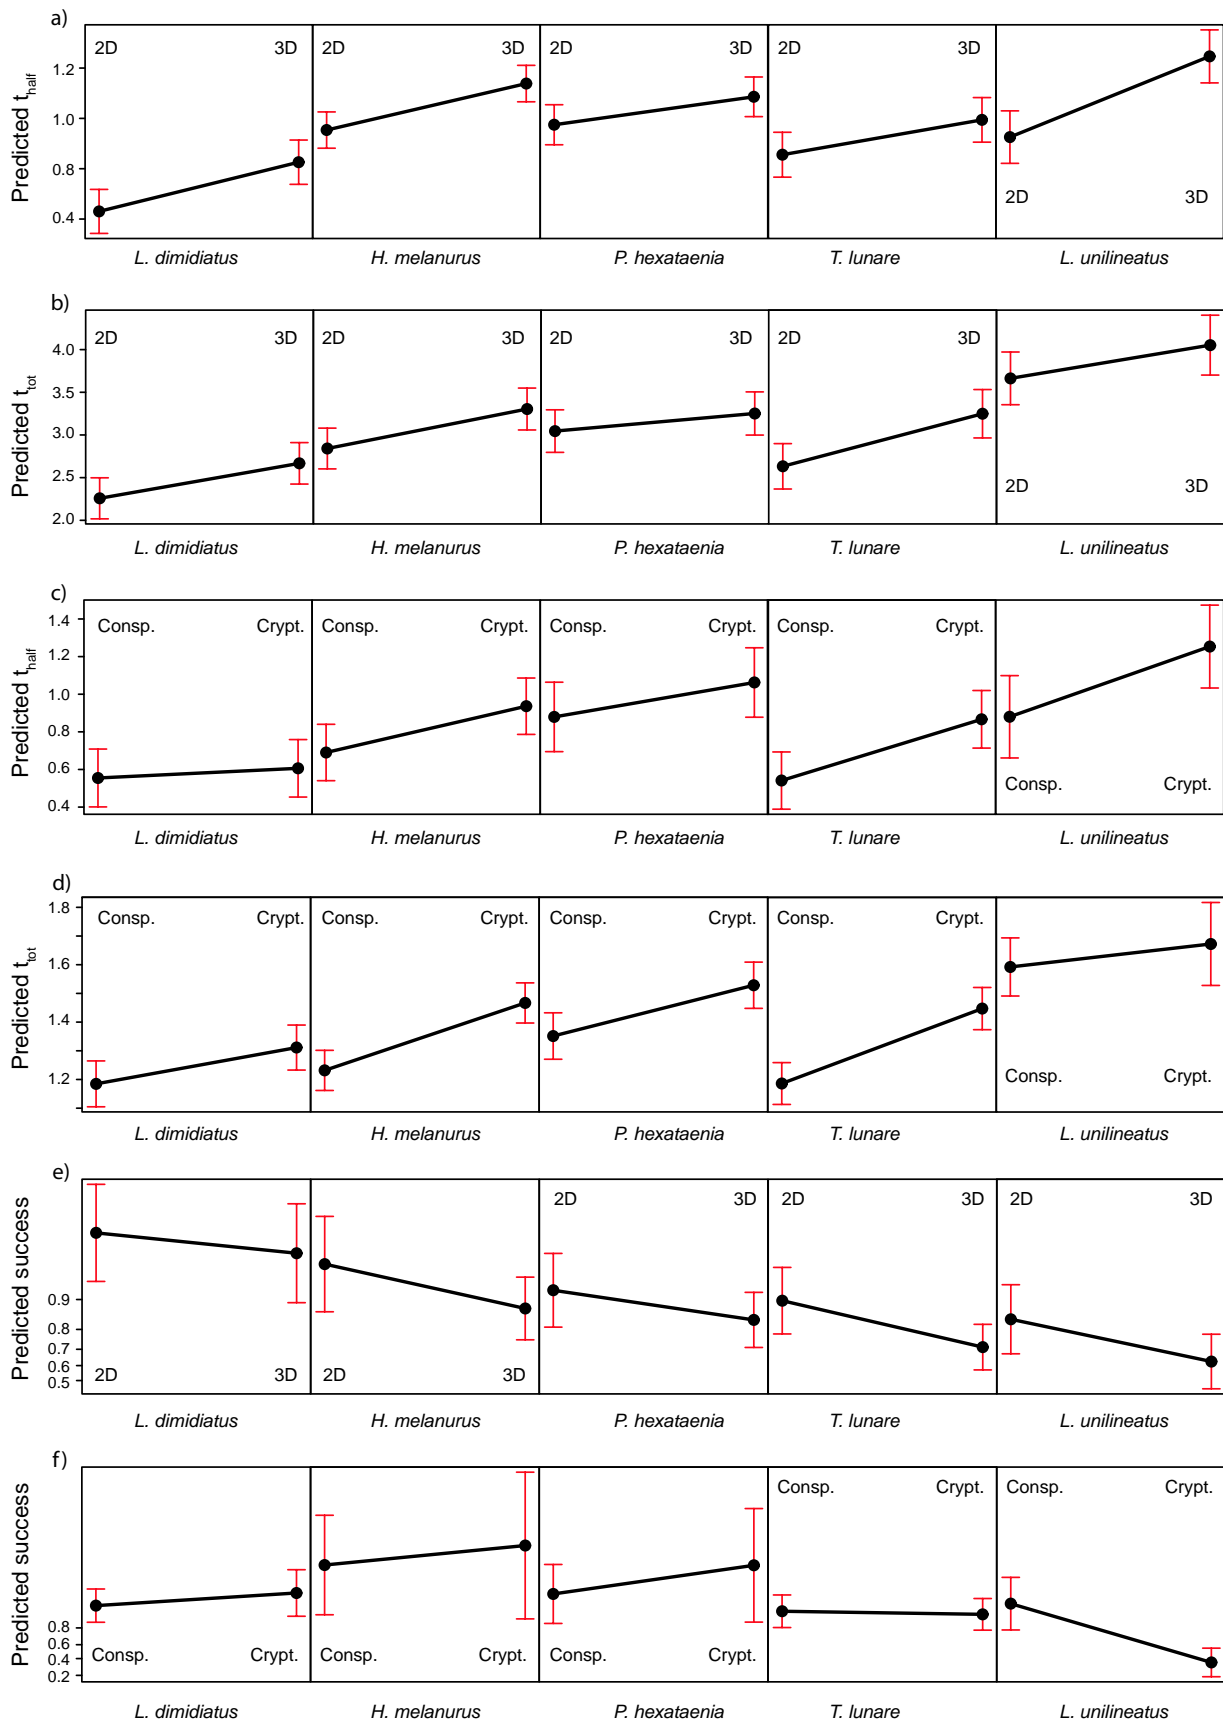 a)
2D 3D 2D 3D 2D 3D 2D 3D
1.2
1.0
0.8
0.4
Predicted t_half
2D 3D
L. dimidiatus H. melanurus P. hexataenia T. lunare L. unilineatus
b)
2D 3D 2D 3D 2D 3D 2D 3D
4.0
3.5
3.0
2.5
2.0
Predicted t_tot
2D 3D
L. dimidiatus H. melanurus P. hexataenia T. lunare L. unilineatus
c)
1.4
Consp. Crypt. Consp. Crypt. Consp. Crypt. Consp. Crypt.
1.2
1.0
0.8
0.6
0.4
Predicted t_half
Consp. Crypt.
L. dimidiatus H. melanurus P. hexataenia T. lunare L. unilineatus
d)
1.8
Consp. Crypt. Consp. Crypt. Consp. Crypt. Consp. Crypt.
1.6
1.4
1.2
Predicted t_tot
Consp. Crypt.
L. dimidiatus H. melanurus P. hexataenia T. lunare L. unilineatus
e)
2D 3D 2D 3D 2D 3D
0.9
0.8
0.7
0.6
0.5
Predicted success
2D 3D 2D 3D
L. dimidiatus H. melanurus P. hexataenia T. lunare L. unilineatus
f)
Consp. Crypt. Consp. Crypt.
0.8
0.6
0.4
0.2
Predicted success
Consp. Crypt. Consp. Crypt. Consp. Crypt.
L. dimidiatus H. melanurus P. hexataenia T. lunare L. unilineatus